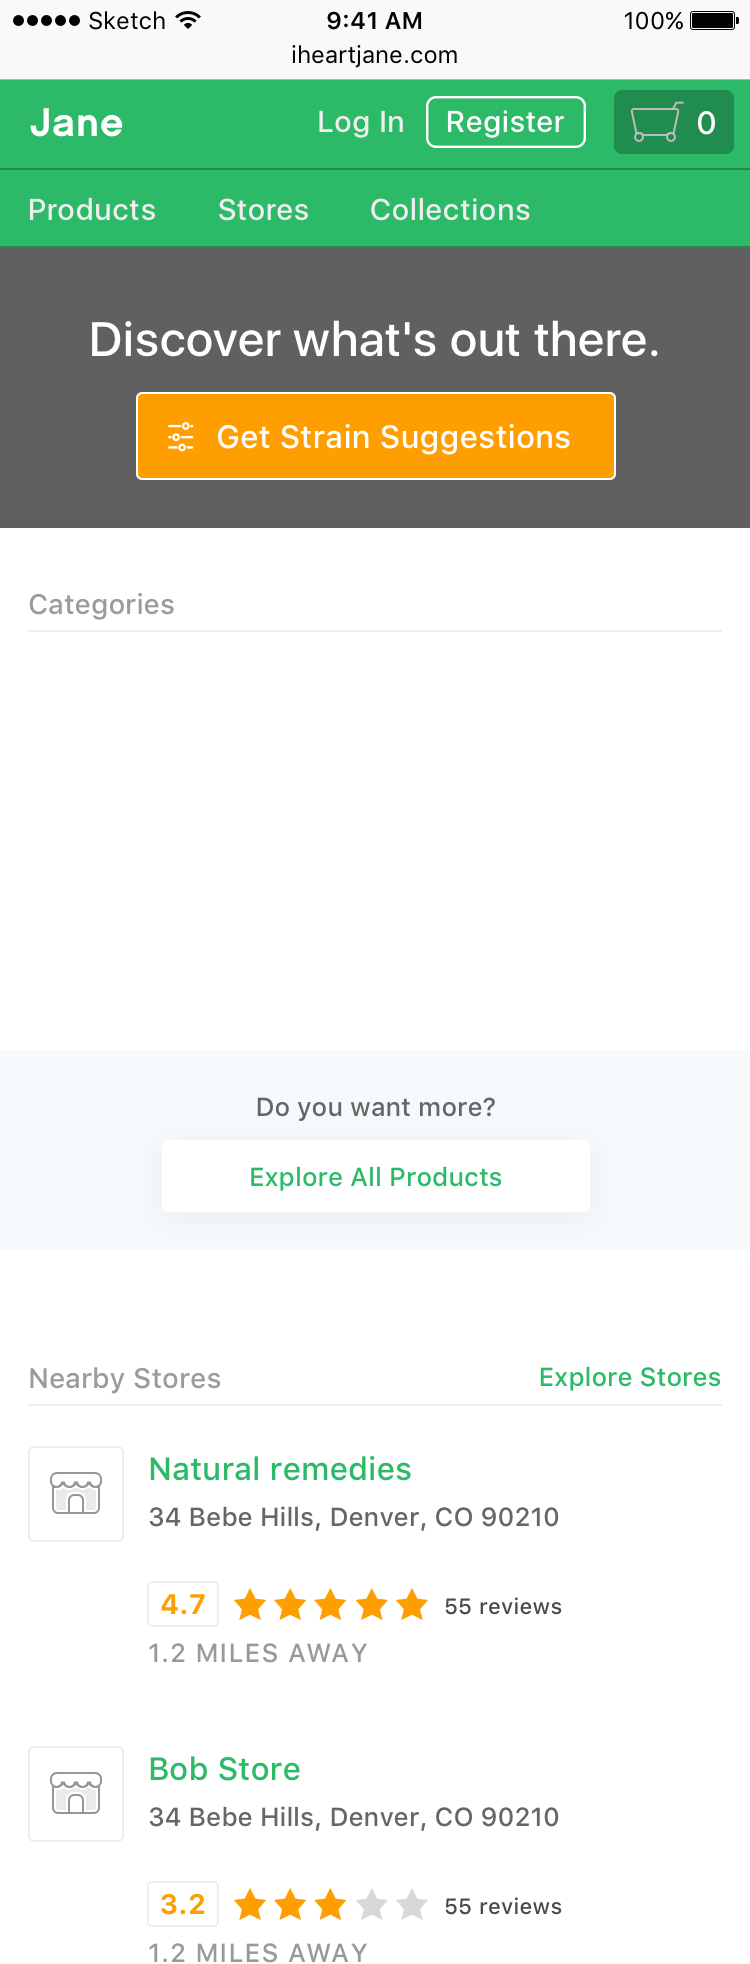 Sketch 9:41 AM 100%
iheartjane.com
Jane Log In Register 0
Products Stores Collections
Discover what's out there.
Get Strain Suggestions
Categories
Do you want more?
Explore All Products
Nearby Stores Explore Stores
Natural remedies
34 Bebe Hills, Denver, CO 90210
4.7 55 reviews
1.2 MILES AWAY
Bob Store
34 Bebe Hills, Denver, CO 90210
3.2 55 reviews
1.2 MILES AWAY